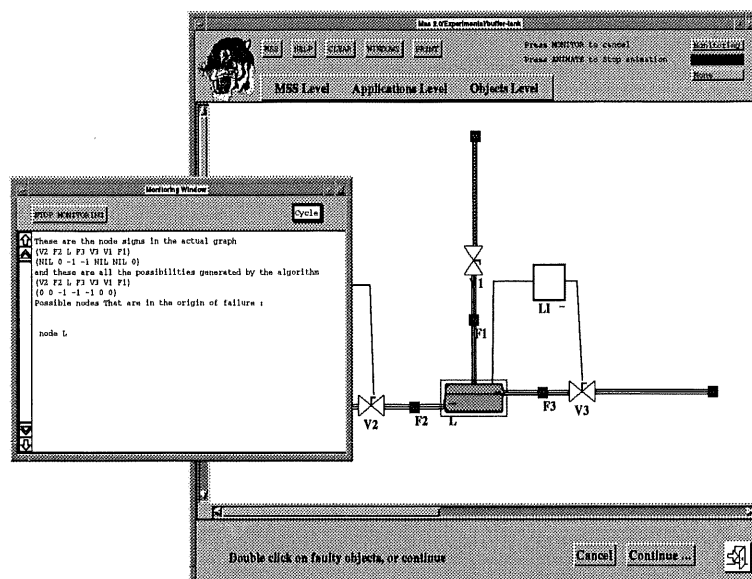 Mss 2.0/Experimental/buffer-tank
MSS HELP CLEAR WINDOWS PRINT
Press MONITOR to cancel
Monitoring
Press ANIMATE to Stop animation
None
MSS Level Applications Level Objects Level
Monitoring Window
STOP MONITORING
Cycle
These are the node signs in the actual graph
(V2 F2 L F3 V3 V1 F1)
(NIL 0 -1 -1 NIL NIL 0)
and these are all the possibilities generated by the algorithm
(V2 F2 L F3 V3 V1 F1)
(0 0 -1 -1 -1 0 0)
Possible nodes That are in the origin of failure :
node L
V1
LI
F1
V2
F2
L
F3
V3
Double click on faulty objects, or continue
Cancel
Continue ...